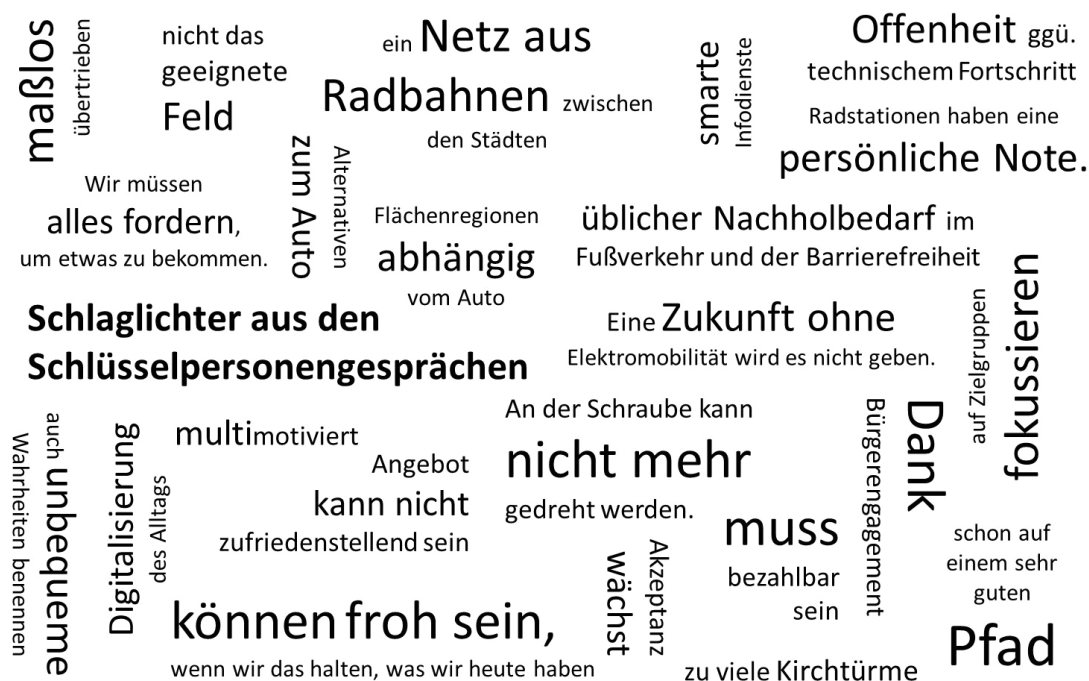 maßlos
übertrieben
nicht das
geeignete
Feld
ein Netz aus
Radbahnen zwischen
den Städten
smarte
Infodienste
Offenheit ggü.
technischem Fortschritt
Radstationen haben eine
persönliche Note.
Wir müssen
alles fordern,
um etwas zu bekommen.
Alternativen
zum Auto
Flächenregionen
abhängig
vom Auto
üblicher Nachholbedarf im
Fußverkehr und der Barrierefreiheit
Schlaglichter aus den
Schlüsselpersonengesprächen
Eine Zukunft ohne
Elektromobilität wird es nicht geben.
auf Zielgruppen
fokussieren
auch unbequeme
Wahrheiten benennen
Digitalisierung
des Alltags
multimotiviert
Angebot
kann nicht
zufriedenstellend sein
An der Schraube kann
nicht mehr
gedreht werden.
Dank
Bürgerengagement
muss
bezahlbar
sein
schon auf
einem sehr
guten
Pfad
können froh sein,
wenn wir das halten, was wir heute haben
Akzeptanz
wächst
zu viele Kirchtürme